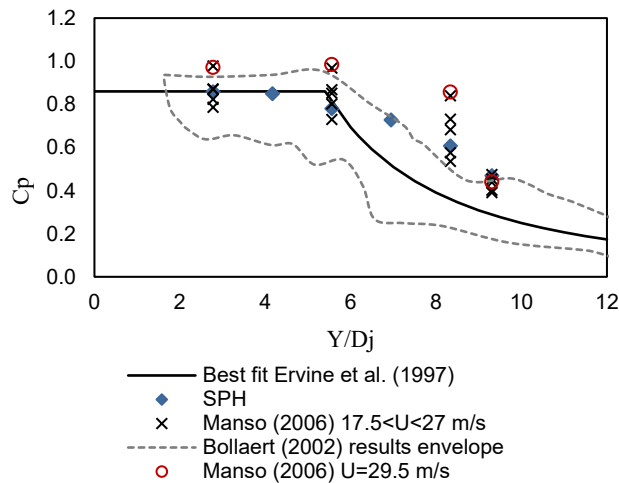 1.2
1.0
0.8
0.6
0.4
0.2
0.0
Cp
0 2 4 6 8 10 12
Y/Dj
Best fit Ervine et al. (1997)
SPH
Manso (2006) 17.5<U<27 m/s
Bollaert (2002) results envelope
Manso (2006) U=29.5 m/s